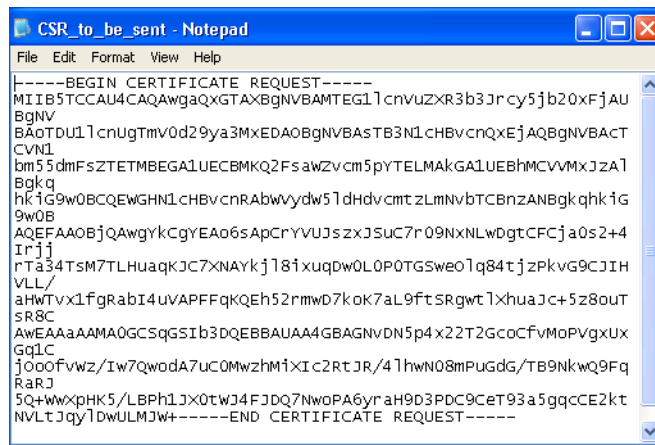 CSR_to_be_sent - Notepad
File Edit Format View Help
-----BEGIN CERTIFICATE REQUEST-----
MIIB5TCCAU4CAQAwgaQxGTAXBgNVBAMTEG1lcnVuZXR3b3Jrcy5jb20xFjAU
BgNV
BAoTDU1lcnUgTmV0d29ya3MxEDAOBgNVBAsTB3N1cHBvcnQxEjAQBgNVBAcT
CVN1
bm55dmFsZTETMBEGA1UECBMKQ2FsaWZvcm5pYTELMAkGA1UEBhMCVVMxJzAl
Bgkq
hkiG9w0BCQEWGHN1cHBvcnRAbWVydW5ldHdvcmtzLmNvbTCBnzANBgkqhkiG
9w0B
AQEFAAOBjQAwgYkCgYEAo6sApCrYVUJszxJSuC7r09NxNLwDgtCFCja0s2+4
Irjj
rTa34TsM7TLHuaqKJC7XNAYkjl8ixuqDw0L0P0TGSweOlq84tjzPkvG9CJIH
VLL/
aHWTvx1fgRabI4uVAPFFqKQEh52rmwD7koK7aL9ftSRgwtlXhuaJc+5z8ouT
sR8C
AwEAAaAAMA0GCSqGSIb3DQEBBAUAA4GBAGNvDN5p4x22T2GcoCfvMoPVgxUx
Gq1C
jooOfvWz/Iw7QwodA7uC0MwzhMiXIc2RtJR/4lhwN08mPuGdG/TB9NkwQ9Fq
RaRJ
5Q+WwXpHK5/LBPh1JX0tWJ4FJDQ7NwoPA6yraH9D3PDC9CeT93a5gqcCE2kt
NVLtJqylDwULMJW+-----END CERTIFICATE REQUEST-----